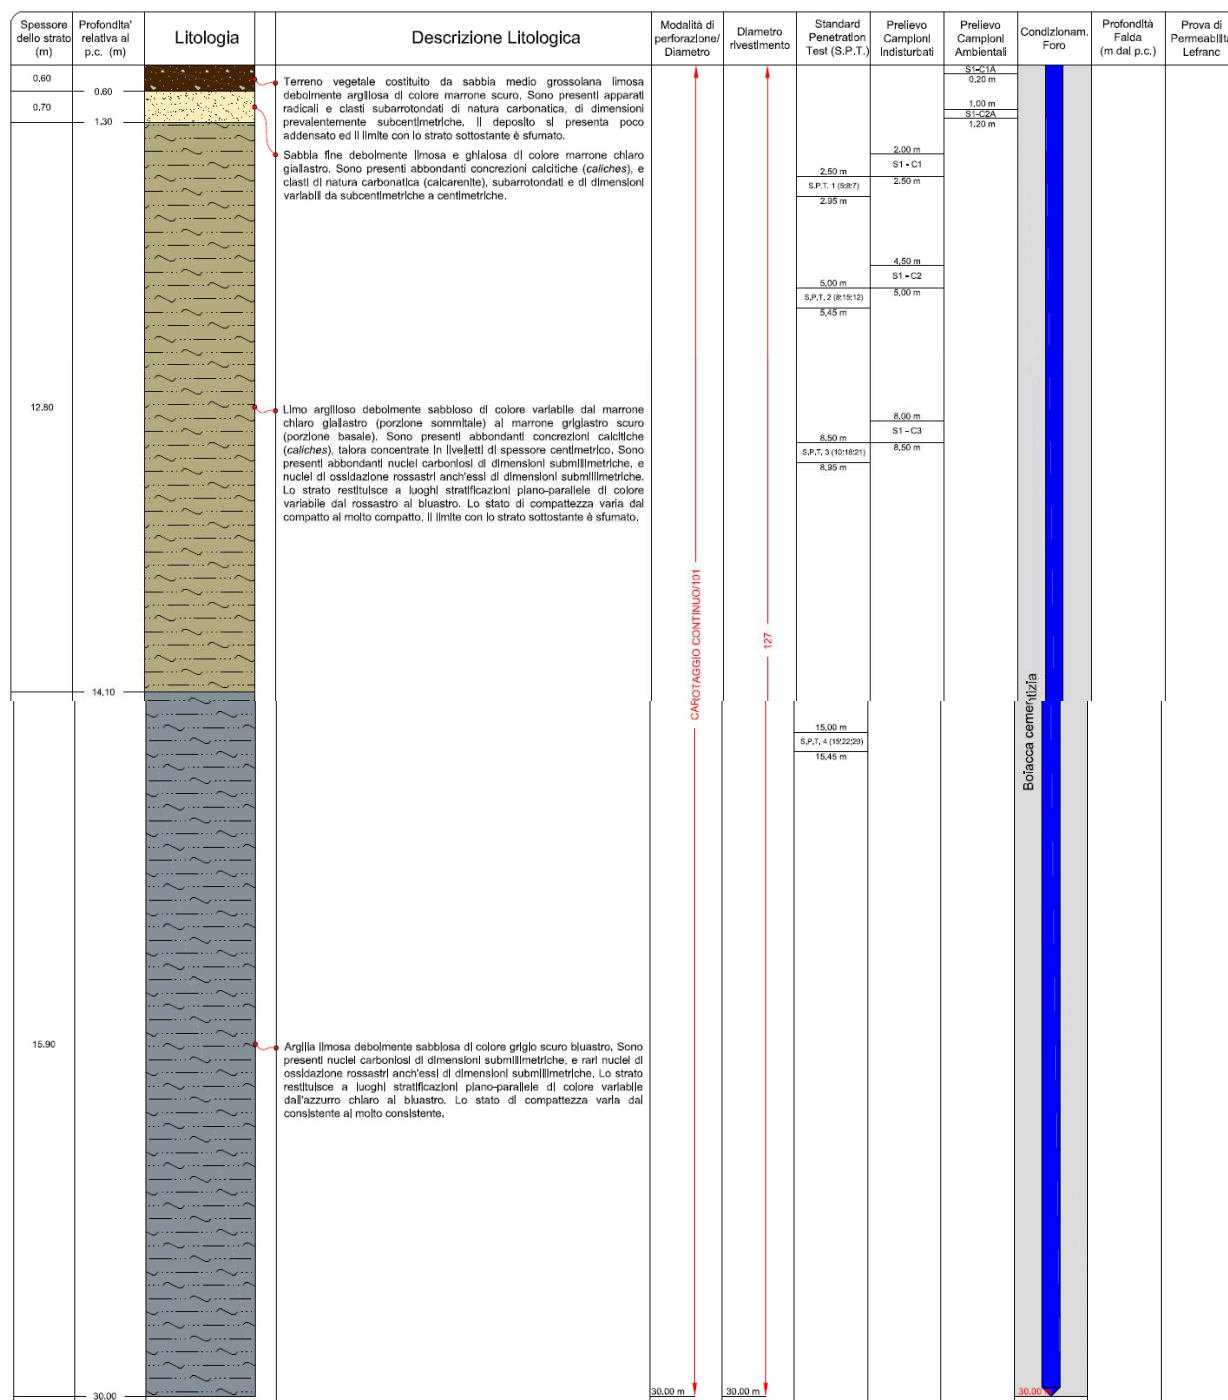 Spessore
dello strato
(m)
Profondita'
relativa al
p.c. (m)
Litologia
Descrizione Litologica
Modalità di
perforazione/
Diametro
Diametro
rivestimento
Standard
Penetration
Test (S.P.T.)
Prelievo
Campioni
Indisturbati
Prelievo
Campioni
Ambientali
Condizionam.
Foro
Profondità
Falda
(m dal p.c.)
Prova di
Permeabilità
Lefranc
0,60
0.60
0.70
1,30
Terreno vegetale costituito da sabbia medio grossolana limosa
debolmente argillosa di colore marrone scuro. Sono presenti apparati
radicali e clasti subarrotondati di natura carbonatica, di dimensioni
prevalentemente subcentimetriche. Il deposito si presenta poco
addensato ed il limite con lo strato sottostante è sfumato.
Sabbia fine debolmente limosa e ghiaiosa di colore marrone chiaro
giallastro. Sono presenti abbondanti concrezioni calcitiche (caliches), e
clasti di natura carbonatica (calcarenite), subarrotondati e di dimensioni
variabili da subcentimetriche a centimetriche.
S1-C1A
0,20 m
1,00 m
S1-C2A
1.20 m
2.00 m
S1 - C1
2.50 m
2,50 m
S.P.T. 1 (5;8;7)
2.95 m
4,50 m
S1 - C2
5,00 m
5,00 m
S.P.T. 2 (8;15;12)
5,45 m
12,80
Limo argilloso debolmente sabbioso di colore variabile dal marrone
chiaro giallastro (porzione sommitale) al marrone grigiastro scuro
(porzione basale). Sono presenti abbondanti concrezioni calcitiche
(caliches), talora concentrate in livelletti di spessore centimetrico. Sono
presenti abbondanti nuclei carboniosi di dimensioni submillimetriche, e
nuclei di ossidazione rossastri anch'essi di dimensioni submillimetriche.
Lo strato restituisce a luoghi stratificazioni piano-parallele di colore
variabile dal rossastro al bluastro. Lo stato di compattezza varia dal
compatto al molto compatto. Il limite con lo strato sottostante è sfumato.
8,00 m
S1 - C3
8,50 m
8.50 m
S.P.T. 3 (10;18;21)
8,95 m
CAROTAGGIO CONTINUO/101
127
Boiacca cementizia
14,10
15,00 m
S.P.T. 4 (15;22;29)
15,45 m
15.90
Argilla limosa debolmente sabbiosa di colore grigio scuro bluastro. Sono
presenti nuclei carboniosi di dimensioni submillimetriche, e rari nuclei di
ossidazione rossastri anch'essi di dimensioni submillimetriche. Lo strato
restituisce a luoghi stratificazioni piano-parallele di colore variabile
dall'azzurro chiaro al bluastro. Lo stato di compattezza varia dal
consistente al molto consistente.
30.00
30.00 m
30.00 m
30.00 m